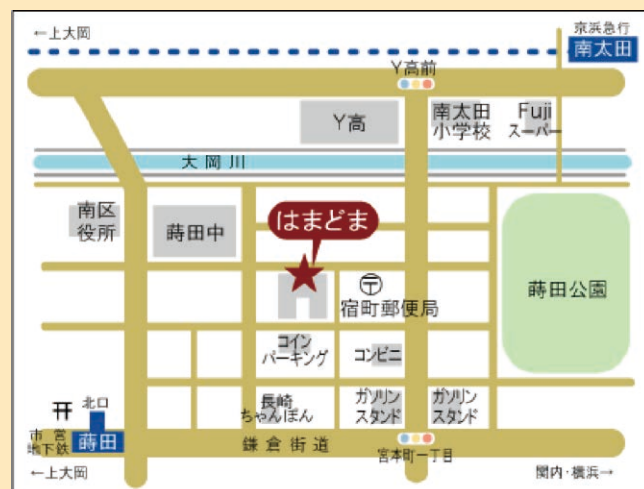 ←上大岡
京浜急行
南太田
Y高前
Y高
南太田
小学校
Fuji
スーパー
大岡川
南区
役所
蒔田中
はまどま
蒔田公園
〒
宿町郵便局
コイン
パーキング
コンビニ
長崎
ちゃんぽん
ガソリン
スタンド
ガソリン
スタンド
北口
市営
地下鉄
蒔田
鎌倉街道
宮本町一丁目
←上大岡
関内・横浜→